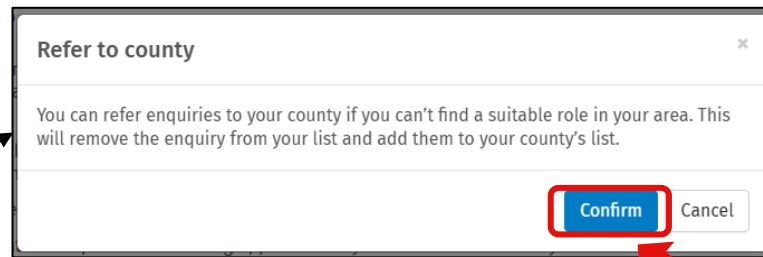 Refer to county
×
You can refer enquiries to your county if you can’t find a suitable role in your area. This
will remove the enquiry from your list and add them to your county’s list.
Confirm Cancel